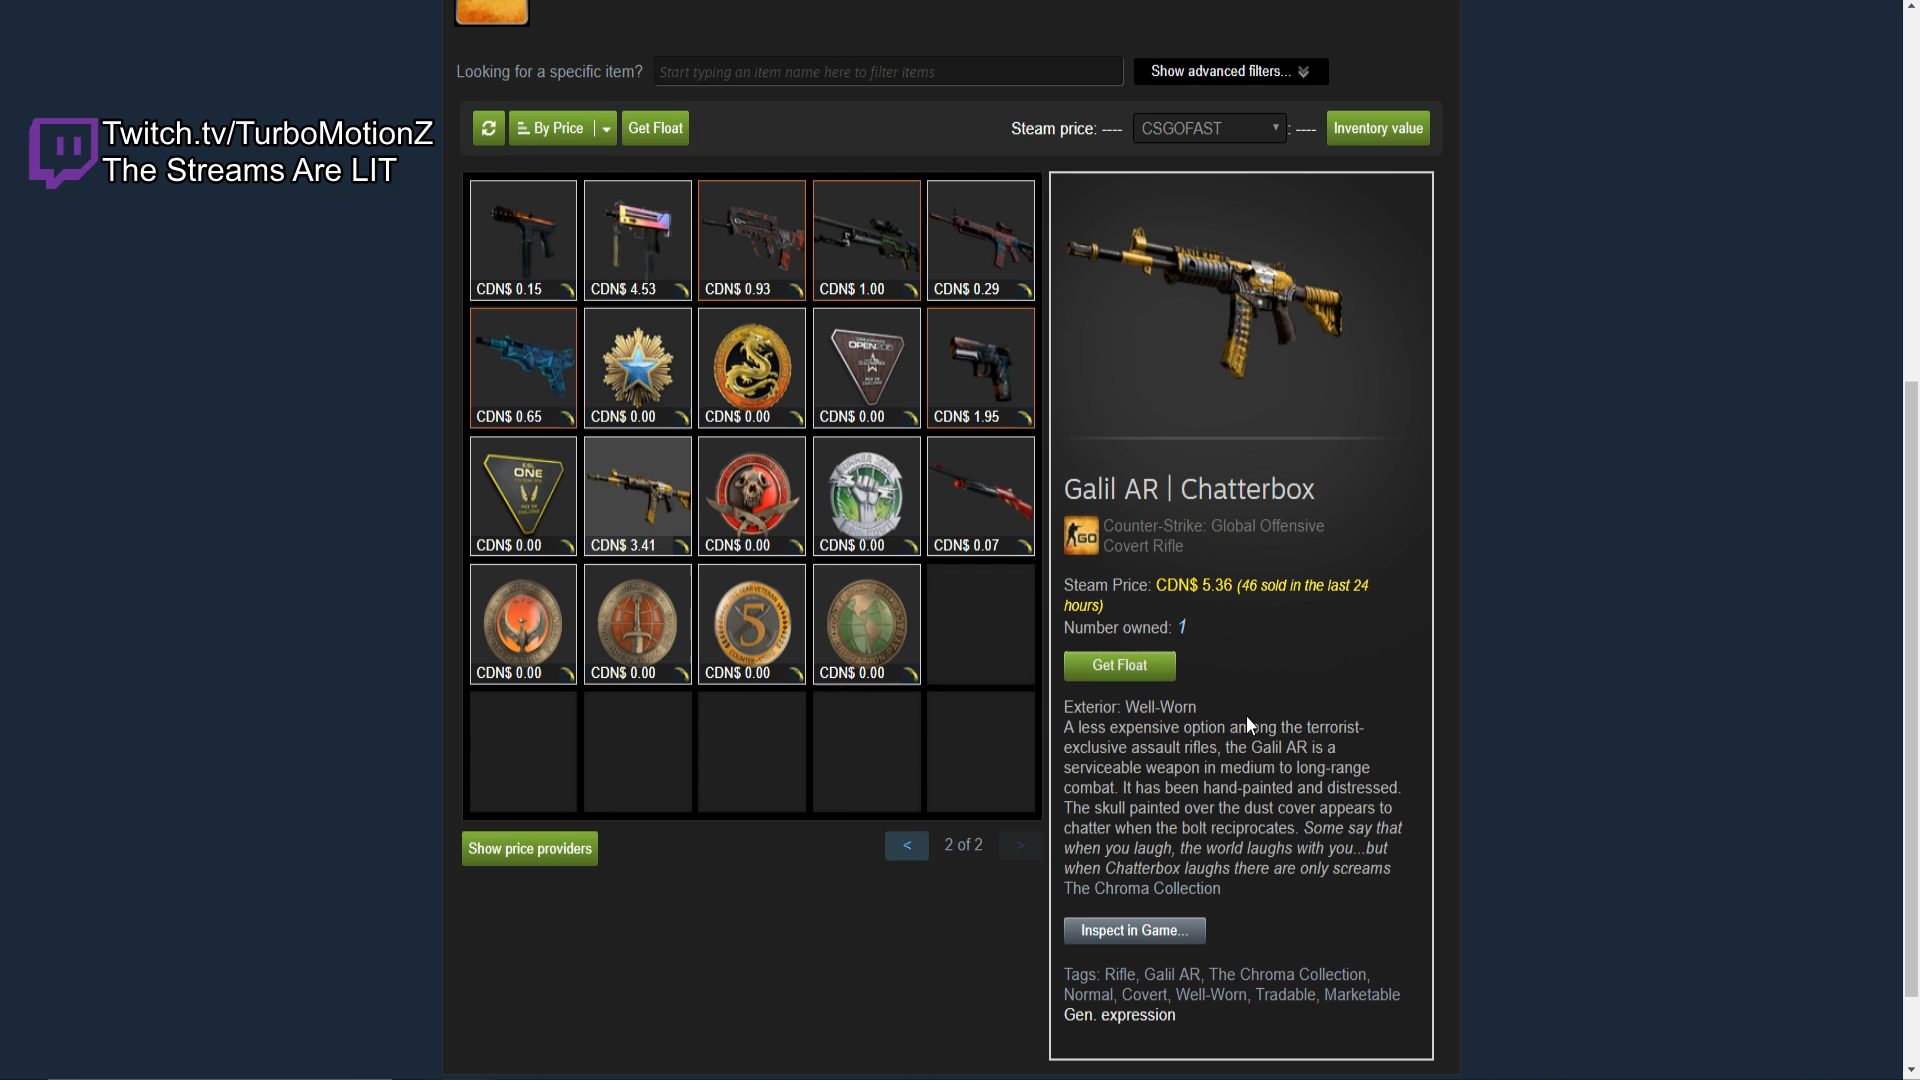 Looking for a specific item?
Start typing an item name here to filter items
Show advanced filters...
Twitch.tv/TurboMotionZ
The Streams Are LIT
By Price
Get Float
Steam price: ----
CSGOFAST
: ----
Inventory value
CDN$ 0.15
CDN$ 4.53
CDN$ 0.93
CDN$ 1.00
CDN$ 0.29
CDN$ 0.65
CDN$ 0.00
CDN$ 0.00
OPEN2015
CDN$ 0.00
CDN$ 1.95
ESL
ONE
CDN$ 0.00
CDN$ 3.41
CDN$ 0.00
CDN$ 0.00
CDN$ 0.07
CDN$ 0.00
CDN$ 0.00
5
CDN$ 0.00
CDN$ 0.00
Show price providers
<
2 of 2
>
Galil AR | Chatterbox
GO
Counter-Strike: Global Offensive
Covert Rifle
Steam Price: CDN$ 5.36 (46 sold in the last 24
hours)
Number owned: 1
Get Float
Exterior: Well-Worn
A less expensive option among the terrorist-
exclusive assault rifles, the Galil AR is a
serviceable weapon in medium to long-range
combat. It has been hand-painted and distressed.
The skull painted over the dust cover appears to
chatter when the bolt reciprocates. Some say that
when you laugh, the world laughs with you...but
when Chatterbox laughs there are only screams
The Chroma Collection
Inspect in Game...
Tags: Rifle, Galil AR, The Chroma Collection,
Normal, Covert, Well-Worn, Tradable, Marketable
Gen. expression